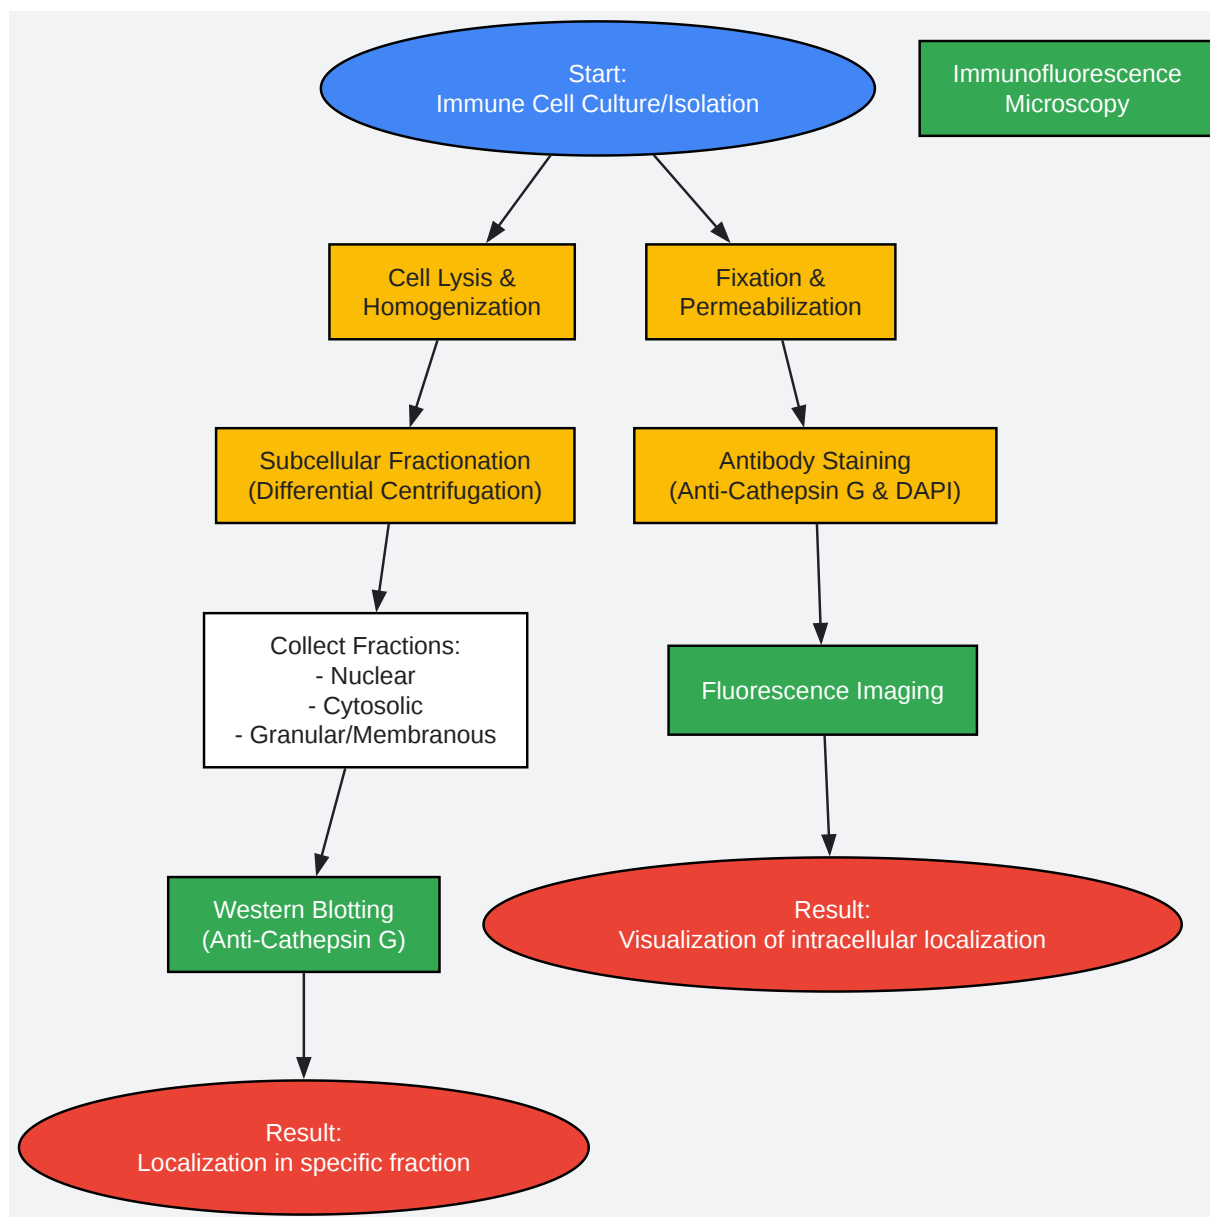 Start:
Immune Cell Culture/Isolation
Immunofluorescence
Microscopy
Cell Lysis &
Homogenization
Fixation &
Permeabilization
Subcellular Fractionation
(Differential Centrifugation)
Antibody Staining
(Anti-Cathepsin G & DAPI)
Collect Fractions:
- Nuclear
- Cytosolic
- Granular/Membranous
Fluorescence Imaging
Western Blotting
(Anti-Cathepsin G)
Result:
Visualization of intracellular localization
Result:
Localization in specific fraction